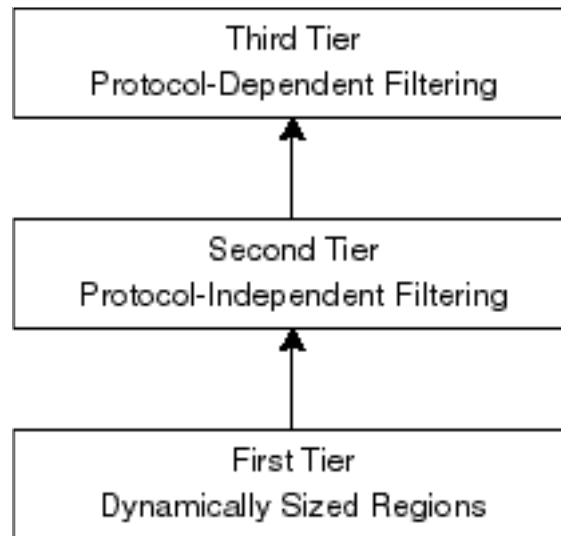 Third Tier
Protocol-Dependent Filtering
Second Tier
Protocol-Independent Filtering
First Tier
Dynamically Sized Regions